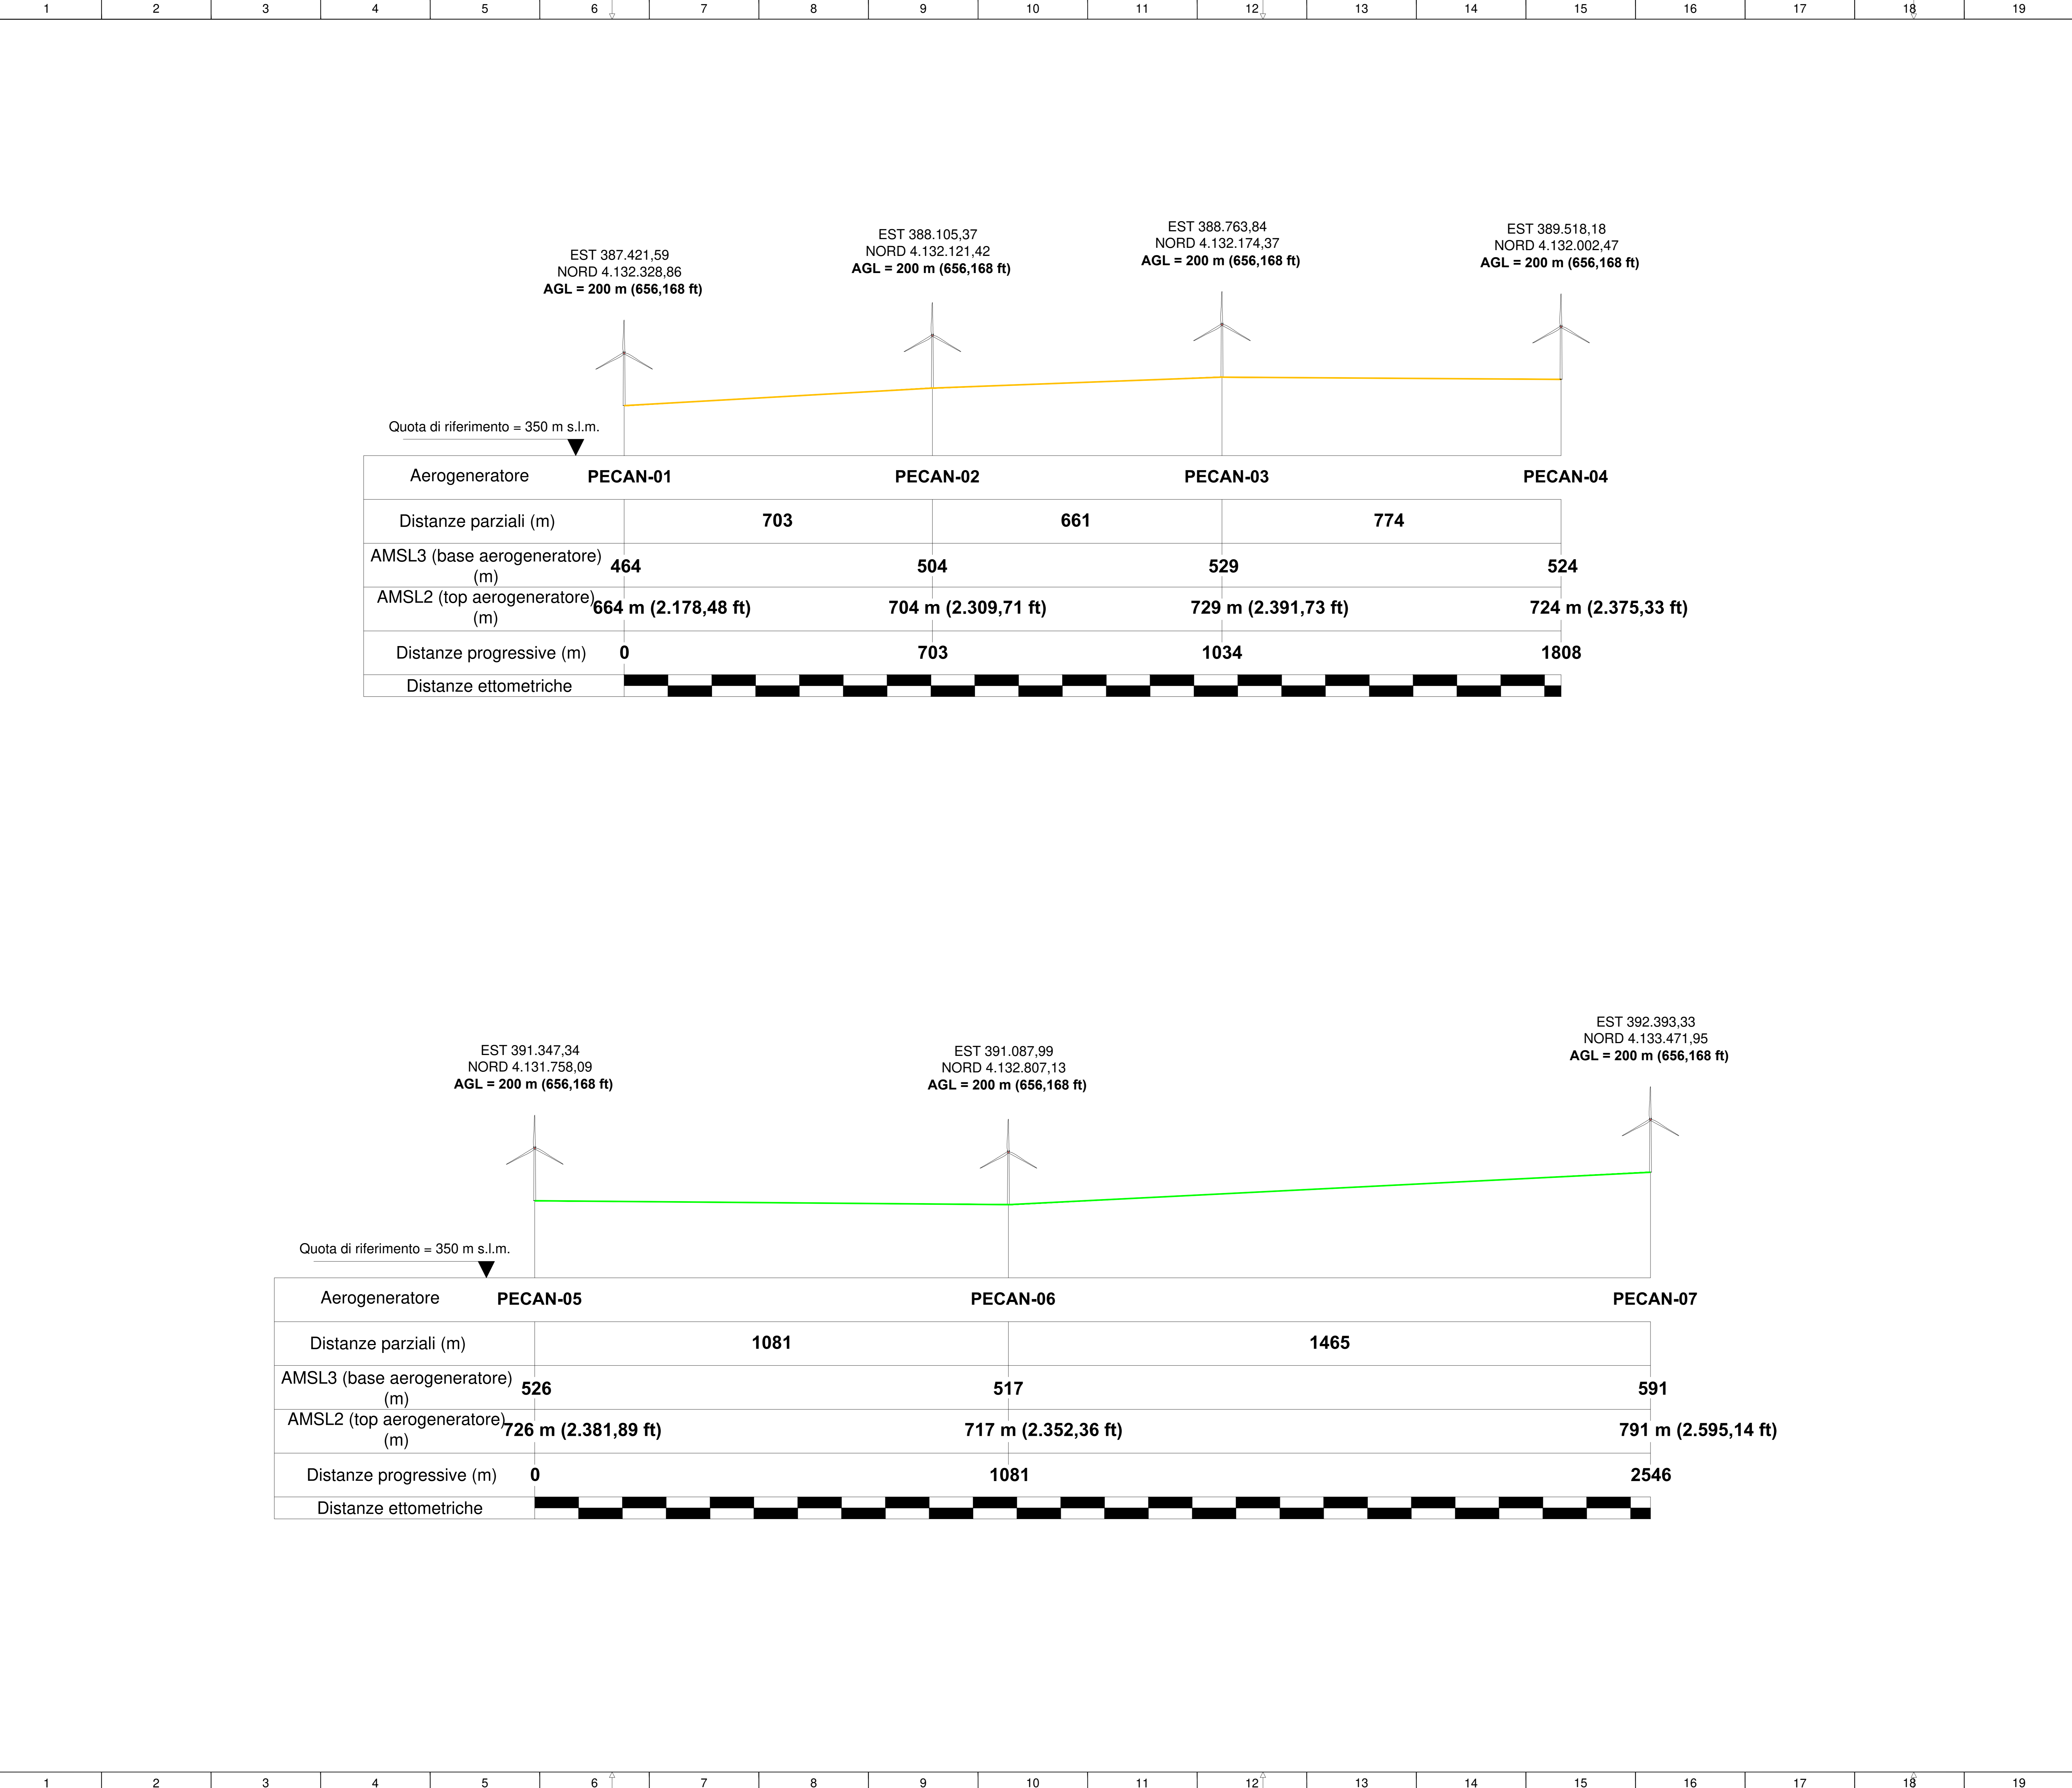 1 2 3 4 5 6 7 8 9 10 11 12 13 14 15 16 17 18 19
EST 387.421,59
NORD 4.132.328,86
AGL = 200 m (656,168 ft)
EST 388.105,37
NORD 4.132.121,42
AGL = 200 m (656,168 ft)
EST 388.763,84
NORD 4.132.174,37
AGL = 200 m (656,168 ft)
EST 389.518,18
NORD 4.132.002,47
AGL = 200 m (656,168 ft)
Quota di riferimento = 350 m s.l.m.
Aerogeneratore PECAN-01 PECAN-02 PECAN-03 PECAN-04
Distanze parziali (m) 703 661 774
AMSL3 (base aerogeneratore)
(m) 464 504 529 524
AMSL2 (top aerogeneratore)
(m) 664 m (2.178,48 ft) 704 m (2.309,71 ft) 729 m (2.391,73 ft) 724 m (2.375,33 ft)
Distanze progressive (m) 0 703 1034 1808
Distanze ettometriche
EST 391.347,34
NORD 4.131.758,09
AGL = 200 m (656,168 ft)
EST 391.087,99
NORD 4.132.807,13
AGL = 200 m (656,168 ft)
EST 392.393,33
NORD 4.133.471,95
AGL = 200 m (656,168 ft)
Quota di riferimento = 350 m s.l.m.
Aerogeneratore PECAN-05 PECAN-06 PECAN-07
Distanze parziali (m) 1081 1465
AMSL3 (base aerogeneratore)
(m) 526 517 591
AMSL2 (top aerogeneratore)
(m) 726 m (2.381,89 ft) 717 m (2.352,36 ft) 791 m (2.595,14 ft)
Distanze progressive (m) 0 1081 2546
Distanze ettometriche
1 2 3 4 5 6 7 8 9 10 11 12 13 14 15 16 17 18 19